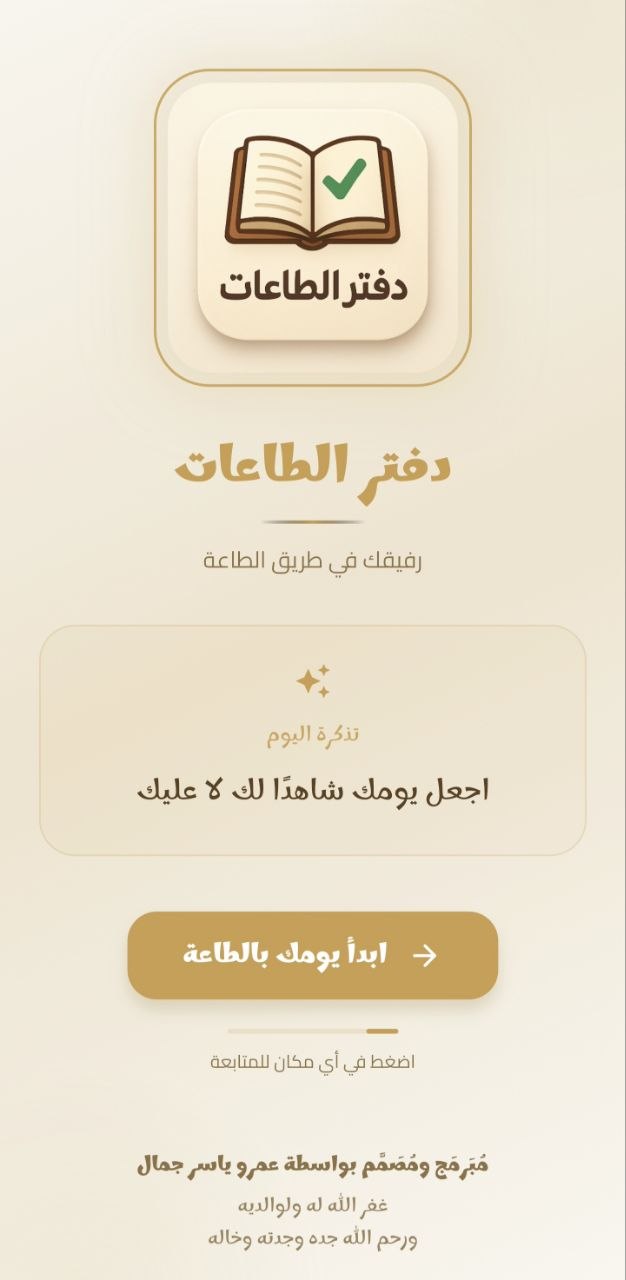 دفتر الطاعات
دفتر الطاعات
رفيقك في طريق الطاعة
تذكرة اليوم
اجعل يومك شاهدًا لك لا عليك
ابدأ يومك بالطاعة
اضغط في أي مكان للمتابعة
مُبَرمَج ومُصَمَّم بواسطة عمرو ياسر جمال
غفر الله له ولوالديه
ورحم الله جده وجدته وخاله